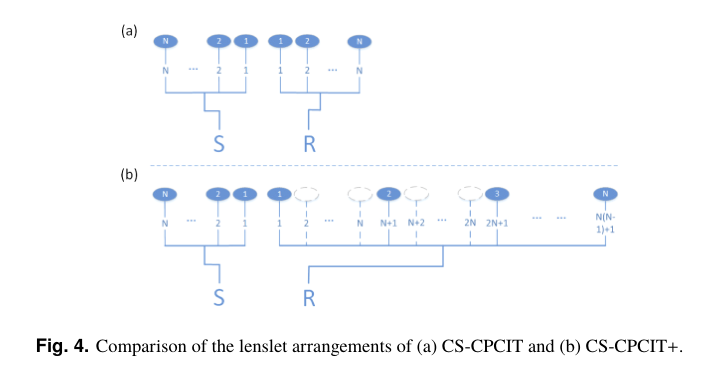 (a)
N 2 1 1 2 N
N ... 2 1 1 2 ... N
S R
(b)
N 2 1 1 2 3 N
N ... 2 1 1 2 ... N N+1 N+2 ... 2N 2N+1 ... ... N(N-
1)+1
S R
Fig. 4. Comparison of the lenslet arrangements of (a) CS-CPCIT and (b) CS-CPCIT+.